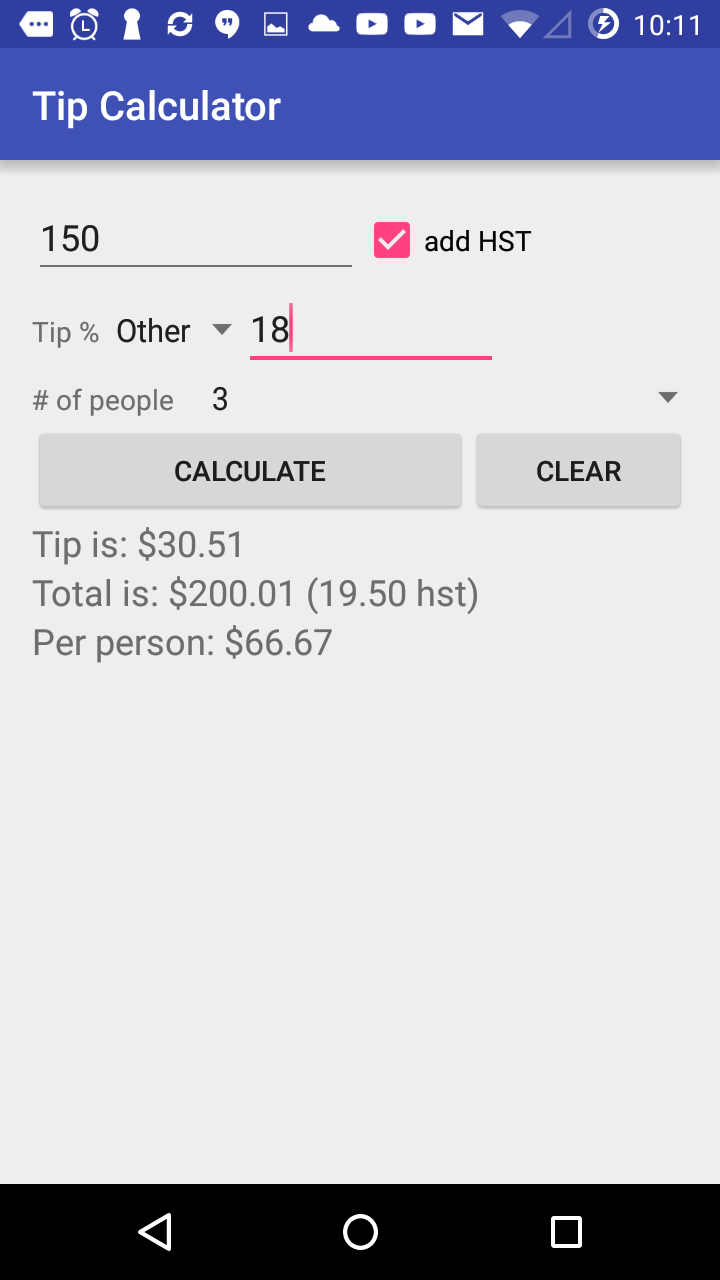 10:11
Tip Calculator
150 add HST
Tip % Other 18
# of people 3
CALCULATE CLEAR
Tip is: $30.51
Total is: $200.01 (19.50 hst)
Per person: $66.67